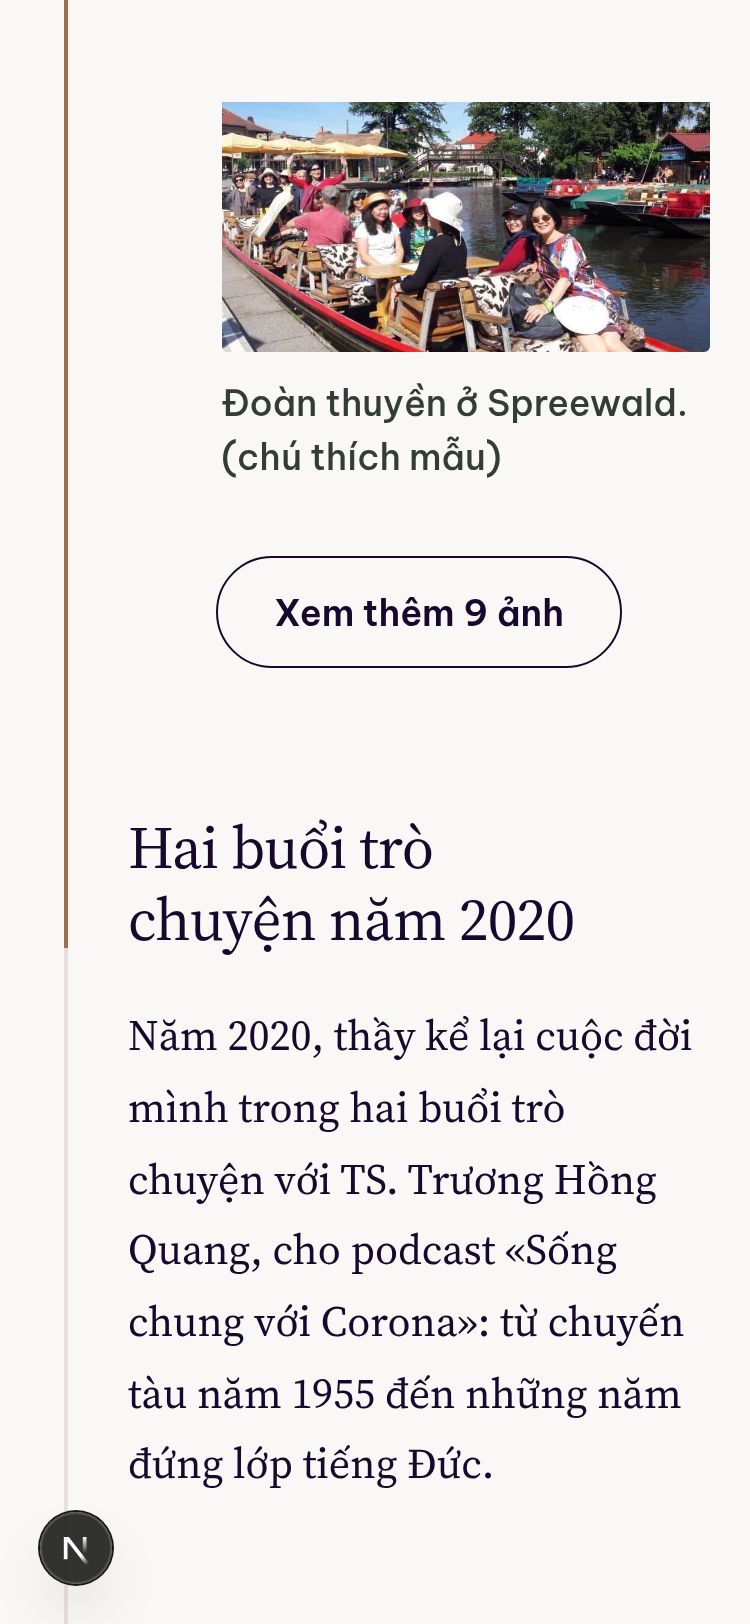 Đoàn thuyền ở Spreewald.
(chú thích mẫu)
Xem thêm 9 ảnh
Hai buổi trò
chuyện năm 2020
Năm 2020, thầy kể lại cuộc đời
mình trong hai buổi trò
chuyện với TS. Trương Hồng
Quang, cho podcast «Sống
chung với Corona»: từ chuyến
tàu năm 1955 đến những năm
đứng lớp tiếng Đức.
N